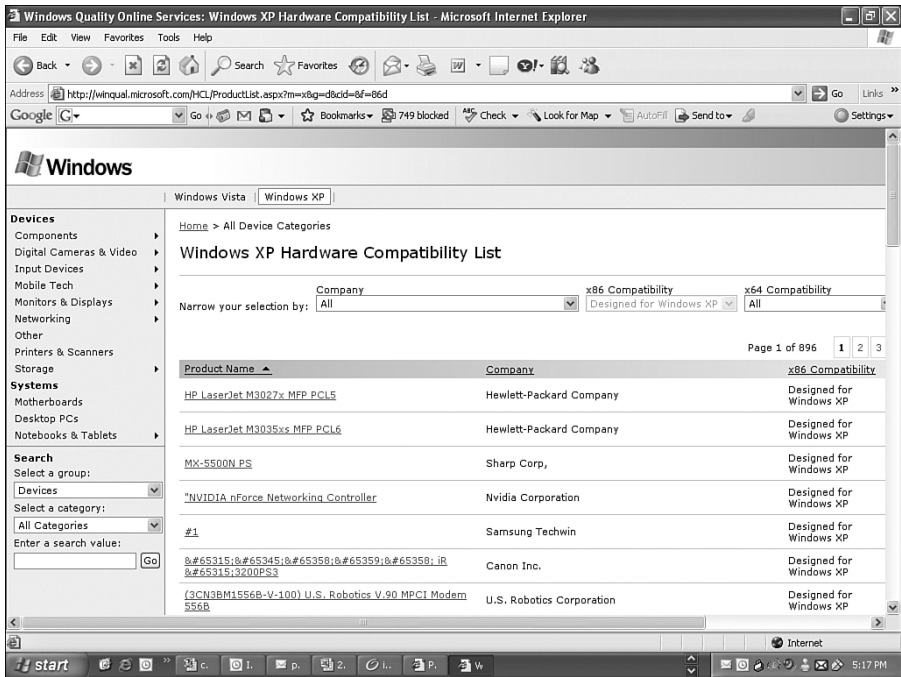 Windows Quality Online Services: Windows XP Hardware Compatibility List - Microsoft Internet Explorer
File Edit View Favorites Tools Help
Back Search Favorites
Address http://winqual.microsoft.com/HCL/ProductList.aspx?m=x&g=d&cid=&f=86d Go Links »
Google G Go Bookmarks 749 blocked ABC Check Look for Map AutoFill Send to Settings
Windows
Windows Vista | Windows XP |
Devices
Components
Digital Cameras & Video
Input Devices
Mobile Tech
Monitors & Displays
Networking
Other
Printers & Scanners
Storage
Systems
Motherboards
Desktop PCs
Notebooks & Tablets
Search
Select a group:
Devices
Select a category:
All Categories
Enter a search value:
Go
Home > All Device Categories
Windows XP Hardware Compatibility List
Narrow your selection by:
Company
All
x86 Compatibility
Designed for Windows XP
x64 Compatibility
All
Page 1 of 896 1 2 3
Product Name Company x86 Compatibility
HP LaserJet M3027x MFP PCL5 Hewlett-Packard Company Designed for
Windows XP
HP LaserJet M3035xs MFP PCL6 Hewlett-Packard Company Designed for
Windows XP
MX-5500N PS Sharp Corp, Designed for
Windows XP
"NVIDIA nForce Networking Controller Nvidia Corporation Designed for
Windows XP
#1 Samsung Techwin Designed for
Windows XP
&#65315;&#65345;&#65358;&#65359;&#65358; iR
&#65315;3200PS3 Canon Inc. Designed for
Windows XP
(3CN3BM1556B-V-100) U.S. Robotics V.90 MPCI Modem
556B U.S. Robotics Corporation Designed for
Windows XP
Internet
start » c. I. p. 2. i.. P. W 5:17 PM